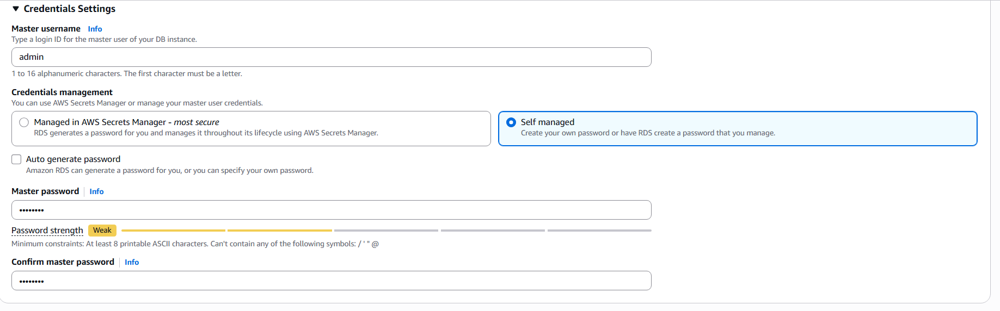 Credentials Settings
Master username Info
Type a login ID for the master user of your DB instance.
admin
1 to 16 alphanumeric characters. The first character must be a letter.
Credentials management
You can use AWS Secrets Manager or manage your master user credentials.
Managed in AWS Secrets Manager - most secure
RDS generates a password for you and manages it throughout its lifecycle using AWS Secrets Manager.
Self managed
Create your own password or have RDS create a password that you manage.
Auto generate password
Amazon RDS can generate a password for you, or you can specify your own password.
Master password Info
••••••••
Password strength Weak
Minimum constraints: At least 8 printable ASCII characters. Can't contain any of the following symbols: / ' " @
Confirm master password Info
••••••••